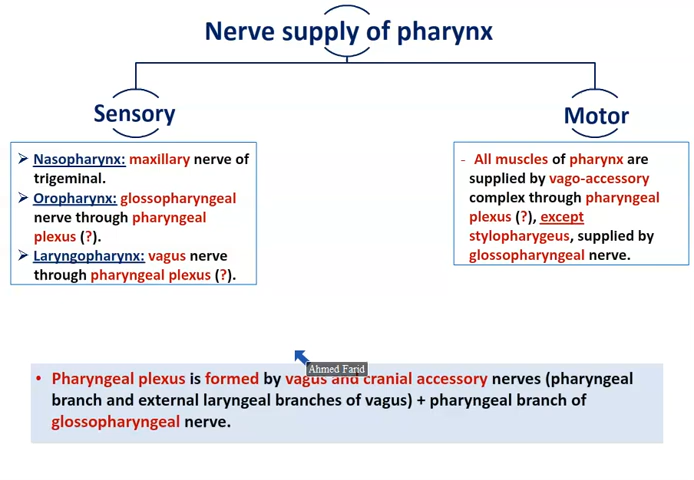 Nerve supply of pharynx
Sensory
➢ Nasopharynx: maxillary nerve of
trigeminal.
➢ Oropharynx: glossopharyngeal
nerve through pharyngeal
plexus (?).
➢ Laryngopharynx: vagus nerve
through pharyngeal plexus (?).
Motor
- All muscles of pharynx are
supplied by vago-accessory
complex through pharyngeal
plexus (?), except
stylopharygeus, supplied by
glossopharyngeal nerve.
Ahmed Farid
• Pharyngeal plexus is formed by vagus and cranial accessory nerves (pharyngeal
branch and external laryngeal branches of vagus) + pharyngeal branch of
glossopharyngeal nerve.